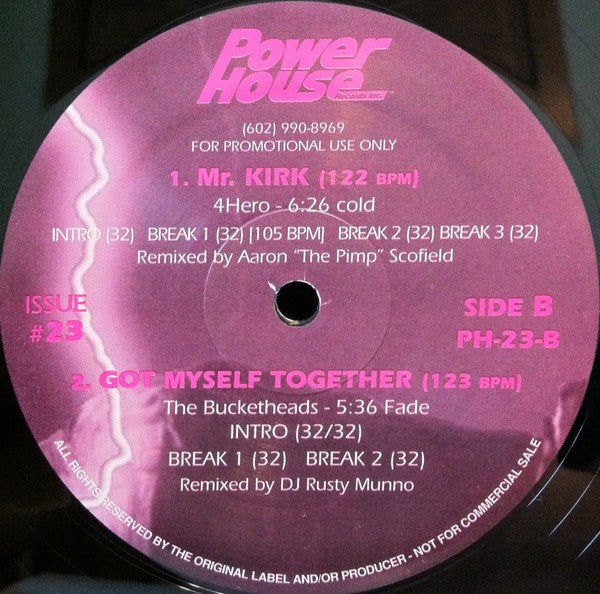 Power
House
Records Inc.™
(602) 990-8969
FOR PROMOTIONAL USE ONLY
1. Mr. KIRK (122 BPM)
4Hero - 6:26 cold
INTRO (32) BREAK 1 (32) [105 BPM] BREAK 2 (32) BREAK 3 (32)
Remixed by Aaron "The Pimp" Scofield
ISSUE
#23
SIDE B
PH-23-B
2. GOT MYSELF TOGETHER (123 BPM)
The Bucketheads - 5:36 Fade
INTRO (32/32)
BREAK 1 (32) BREAK 2 (32)
Remixed by DJ Rusty Munno
ALL RIGHTS RESERVED BY THE ORIGINAL LABEL AND/OR PRODUCER - NOT FOR COMMERCIAL SALE